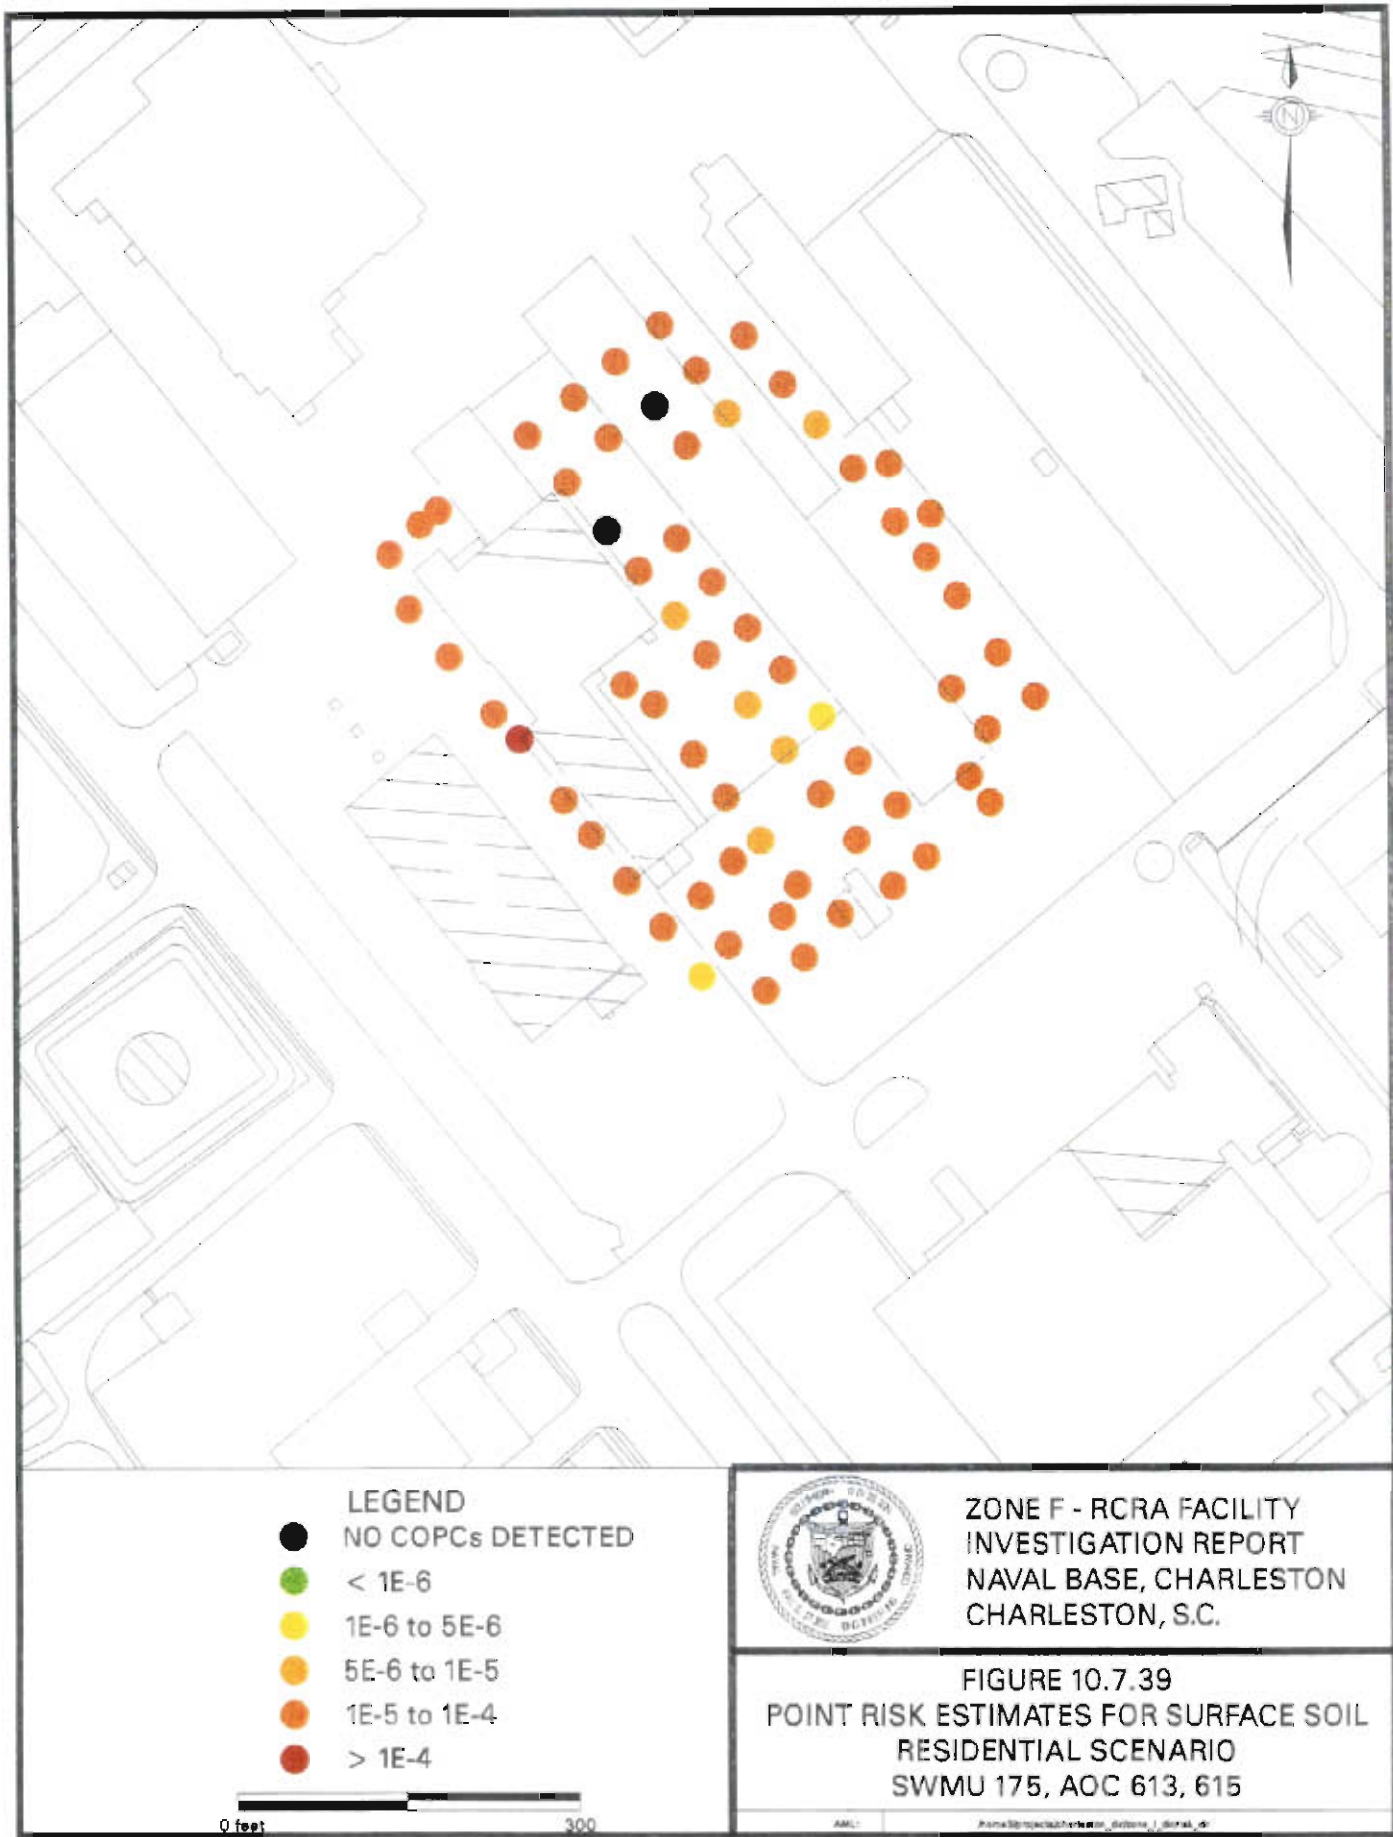 N
LEGEND
NO COPCs DETECTED
< 1E-6
1E-6 to 5E-6
5E-6 to 1E-5
1E-5 to 1E-4
> 1E-4
0 feet
300
ZONE F - RCRA FACILITY
INVESTIGATION REPORT
NAVAL BASE, CHARLESTON
CHARLESTON, S.C.
FIGURE 10.7.39
POINT RISK ESTIMATES FOR SURFACE SOIL
RESIDENTIAL SCENARIO
SWMU 175, AOC 613, 615
AML: